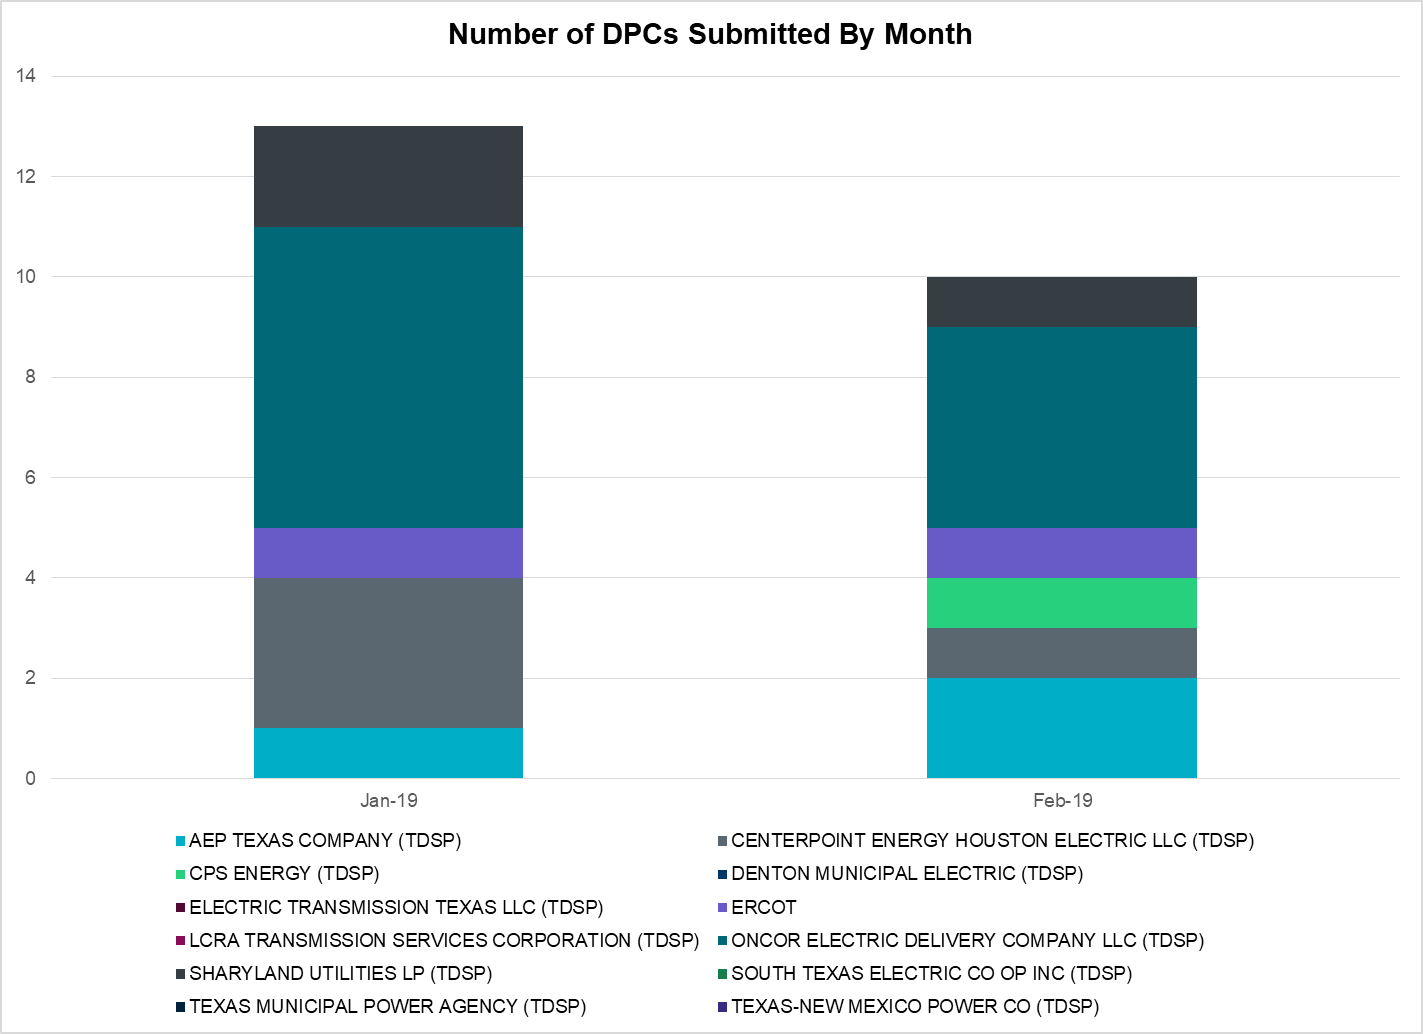 Number of DPCs Submitted By Month
14
12
10
8
6
4
2
0
Jan-19 Feb-19
AEP TEXAS COMPANY (TDSP) CENTERPOINT ENERGY HOUSTON ELECTRIC LLC (TDSP)
CPS ENERGY (TDSP) DENTON MUNICIPAL ELECTRIC (TDSP)
ELECTRIC TRANSMISSION TEXAS LLC (TDSP) ERCOT
LCRA TRANSMISSION SERVICES CORPORATION (TDSP) ONCOR ELECTRIC DELIVERY COMPANY LLC (TDSP)
SHARYLAND UTILITIES LP (TDSP) SOUTH TEXAS ELECTRIC CO OP INC (TDSP)
TEXAS MUNICIPAL POWER AGENCY (TDSP) TEXAS-NEW MEXICO POWER CO (TDSP)